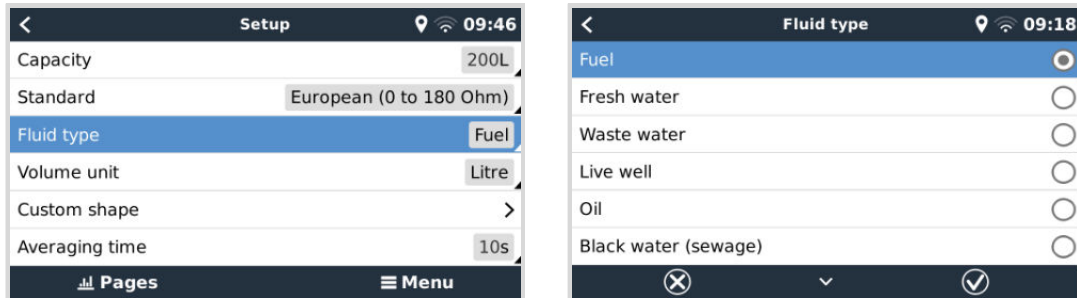 Setup 09:46
Capacity 200L
Standard European (0 to 180 Ohm)
Fluid type Fuel
Volume unit Litre
Custom shape
Averaging time 10s
Pages Menu
Fluid type 09:18
Fuel
Fresh water
Waste water
Live well
Oil
Black water (sewage)